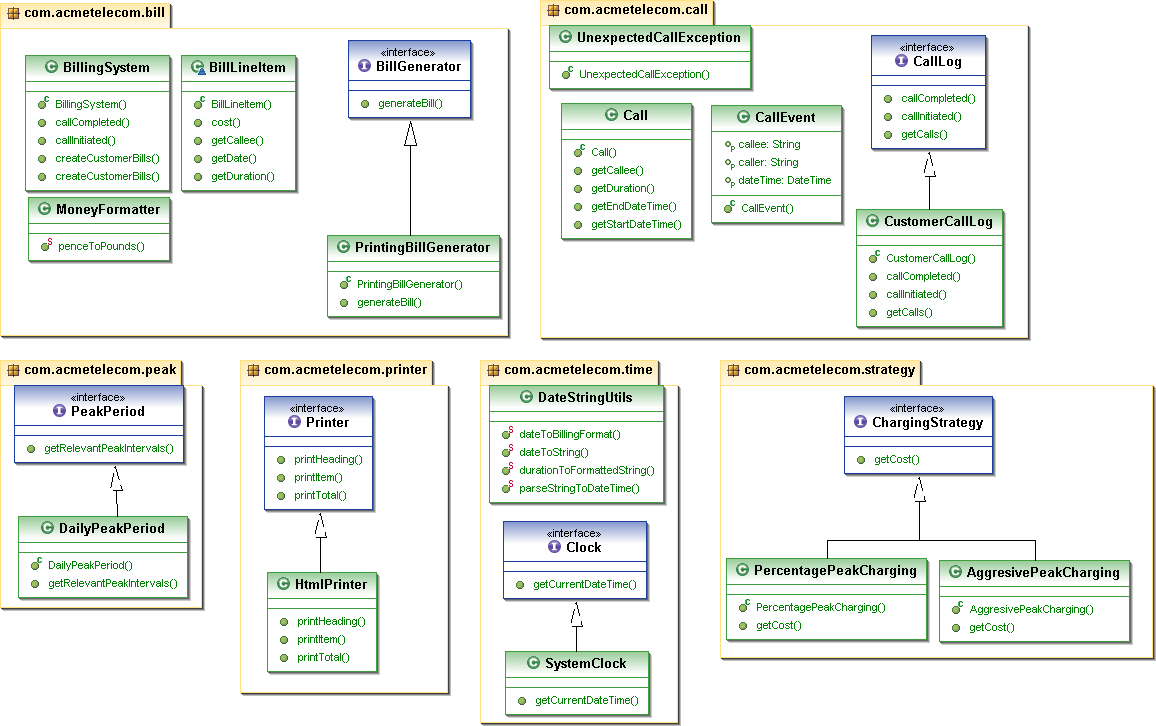 com.acmetelecom.bill
BillingSystem
BillingSystem()
callCompleted()
callInitiated()
createCustomerBills()
createCustomerBills()
BillLineItem
BillLineItem()
cost()
getCallee()
getDate()
getDuration()
«interface»
BillGenerator
generateBill()
MoneyFormatter
penceToPounds()
PrintingBillGenerator
PrintingBillGenerator()
generateBill()
com.acmetelecom.call
UnexpectedCallException
UnexpectedCallException()
«interface»
CallLog
callCompleted()
callInitiated()
getCalls()
Call
Call()
getCallee()
getDuration()
getEndDateTime()
getStartDateTime()
CallEvent
callee: String
caller: String
dateTime: DateTime
CallEvent()
CustomerCallLog
CustomerCallLog()
callCompleted()
callInitiated()
getCalls()
com.acmetelecom.peak
«interface»
PeakPeriod
getRelevantPeakIntervals()
DailyPeakPeriod
DailyPeakPeriod()
getRelevantPeakIntervals()
com.acmetelecom.printer
«interface»
Printer
printHeading()
printItem()
printTotal()
HtmlPrinter
printHeading()
printItem()
printTotal()
com.acmetelecom.time
DateStringUtils
dateToBillingFormat()
dateToString()
durationToFormattedString()
parseStringToDateTime()
«interface»
Clock
getCurrentDateTime()
SystemClock
getCurrentDateTime()
com.acmetelecom.strategy
«interface»
ChargingStrategy
getCost()
PercentagePeakCharging
PercentagePeakCharging()
getCost()
AggresivePeakCharging
AggresivePeakCharging()
getCost()